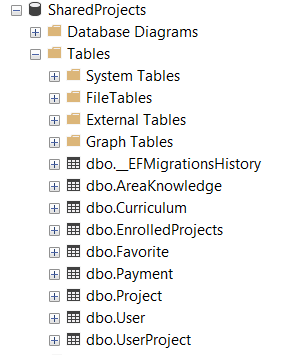 SharedProjects
Database Diagrams
Tables
System Tables
FileTables
External Tables
Graph Tables
dbo.__EFMigrationsHistory
dbo.AreaKnowledge
dbo.Curriculum
dbo.EnrolledProjects
dbo.Favorite
dbo.Payment
dbo.Project
dbo.User
dbo.UserProject